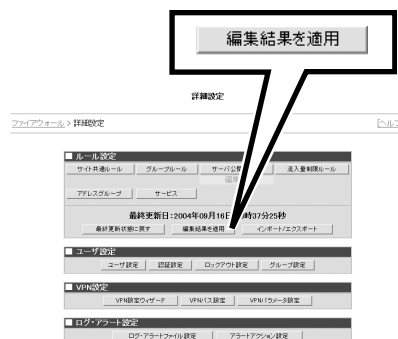 編集結果を適用
詳細設定
ファイアウォール > 詳細設定
[ヘルプ
■ ルール設定
サイト共通ルール グループルール サーバ公開 流入量制限ルール
アドレスグループ サービス
最終更新日:2004年09月16日 時37分25秒
最終更新状態に戻す 編集結果を適用 インポート/エクスポート
■ ユーザ設定
ユーザ設定 認証設定 ロックアウト設定 グループ設定
■ VPN設定
VPN設定ウィザード VPNパス設定 VPNパラメータ設定
■ ログ・アラート設定
ログ・アラートファイル設定 アラートアクション設定